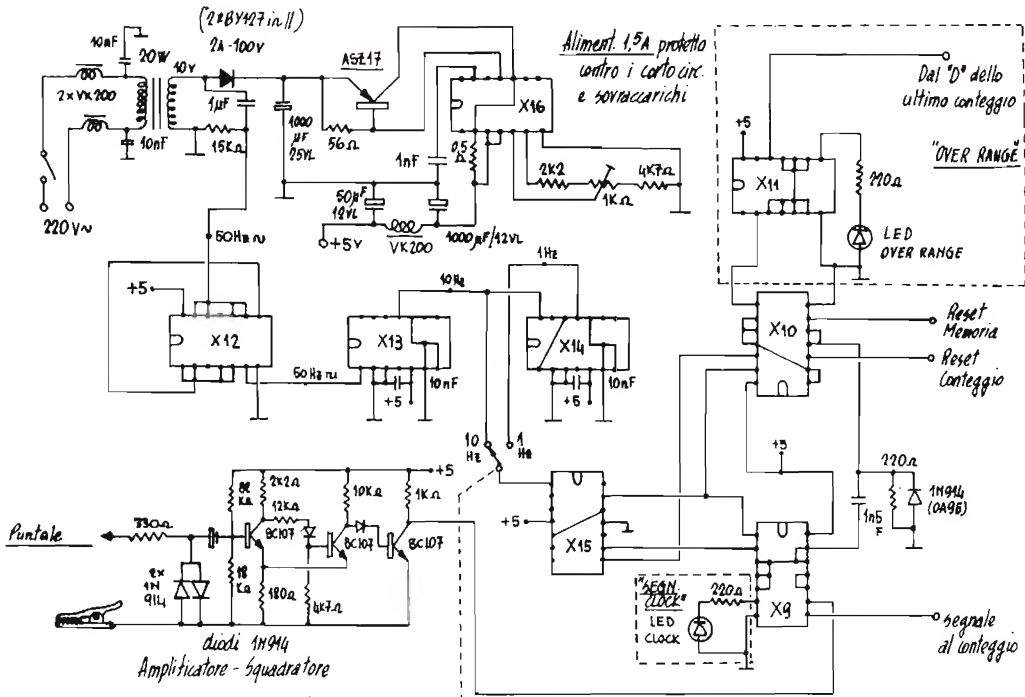 (2*BY127 in //)
2A-100V
10nF
20W
10V
2xVK200
1µF
15KΩ
10nF
220V~
50Hz~
1000
µF
25VL
ASZ17
56Ω
1nF
0,5
Ω
50µF
12VL
+5V
VK200
1000µF/12VL
X16
2K2
1KΩ
4K7Ω
Aliment. 1,5A protetto
contro i cortocirc.
e sovraccarichi
Dal "D" dello
ultimo conteggio
"OVER RANGE"
+5
X11
220Ω
LED
OVER RANGE
X10
Reset
Memoria
Reset
Conteggio
+5
X12
50Hz~
X13
10nF
+5
10Hz
1Hz
X14
10nF
+5
10
Hz
1
Hz
+5
X15
+5
220Ω
1n5
F
1N914
(OA95)
X9
Segnale
al conteggio
"SEGN.
CLOCK"
LED
CLOCK
220Ω
+5
Puntale
330Ω
2x
1N
914
82
KΩ
18
KΩ
2K2Ω
12KΩ
BC107
180Ω
4K7Ω
10KΩ
BC107
1KΩ
BC107
diodi 1N914
Amplificatore - Squadratore